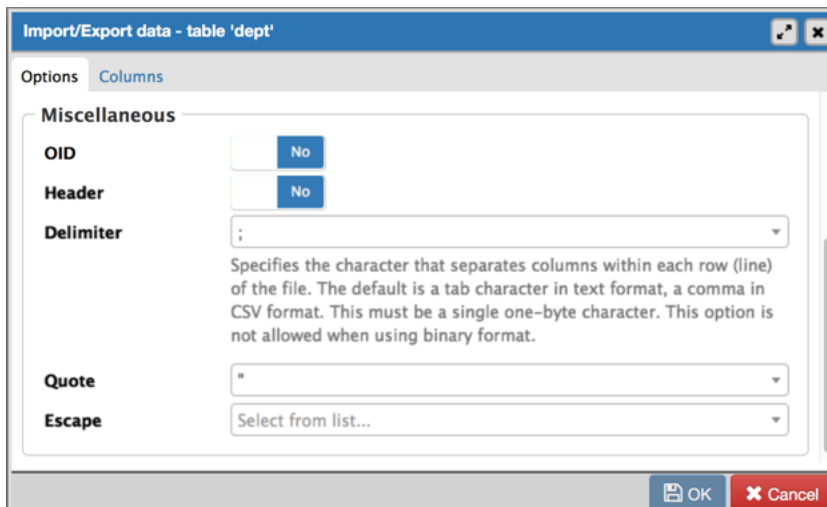 Import/Export data - table 'dept'
Options Columns
Miscellaneous
OID No
Header No
Delimiter ;
Specifies the character that separates columns within each row (line)
of the file. The default is a tab character in text format, a comma in
CSV format. This must be a single one-byte character. This option is
not allowed when using binary format.
Quote "
Escape Select from list...
OK Cancel